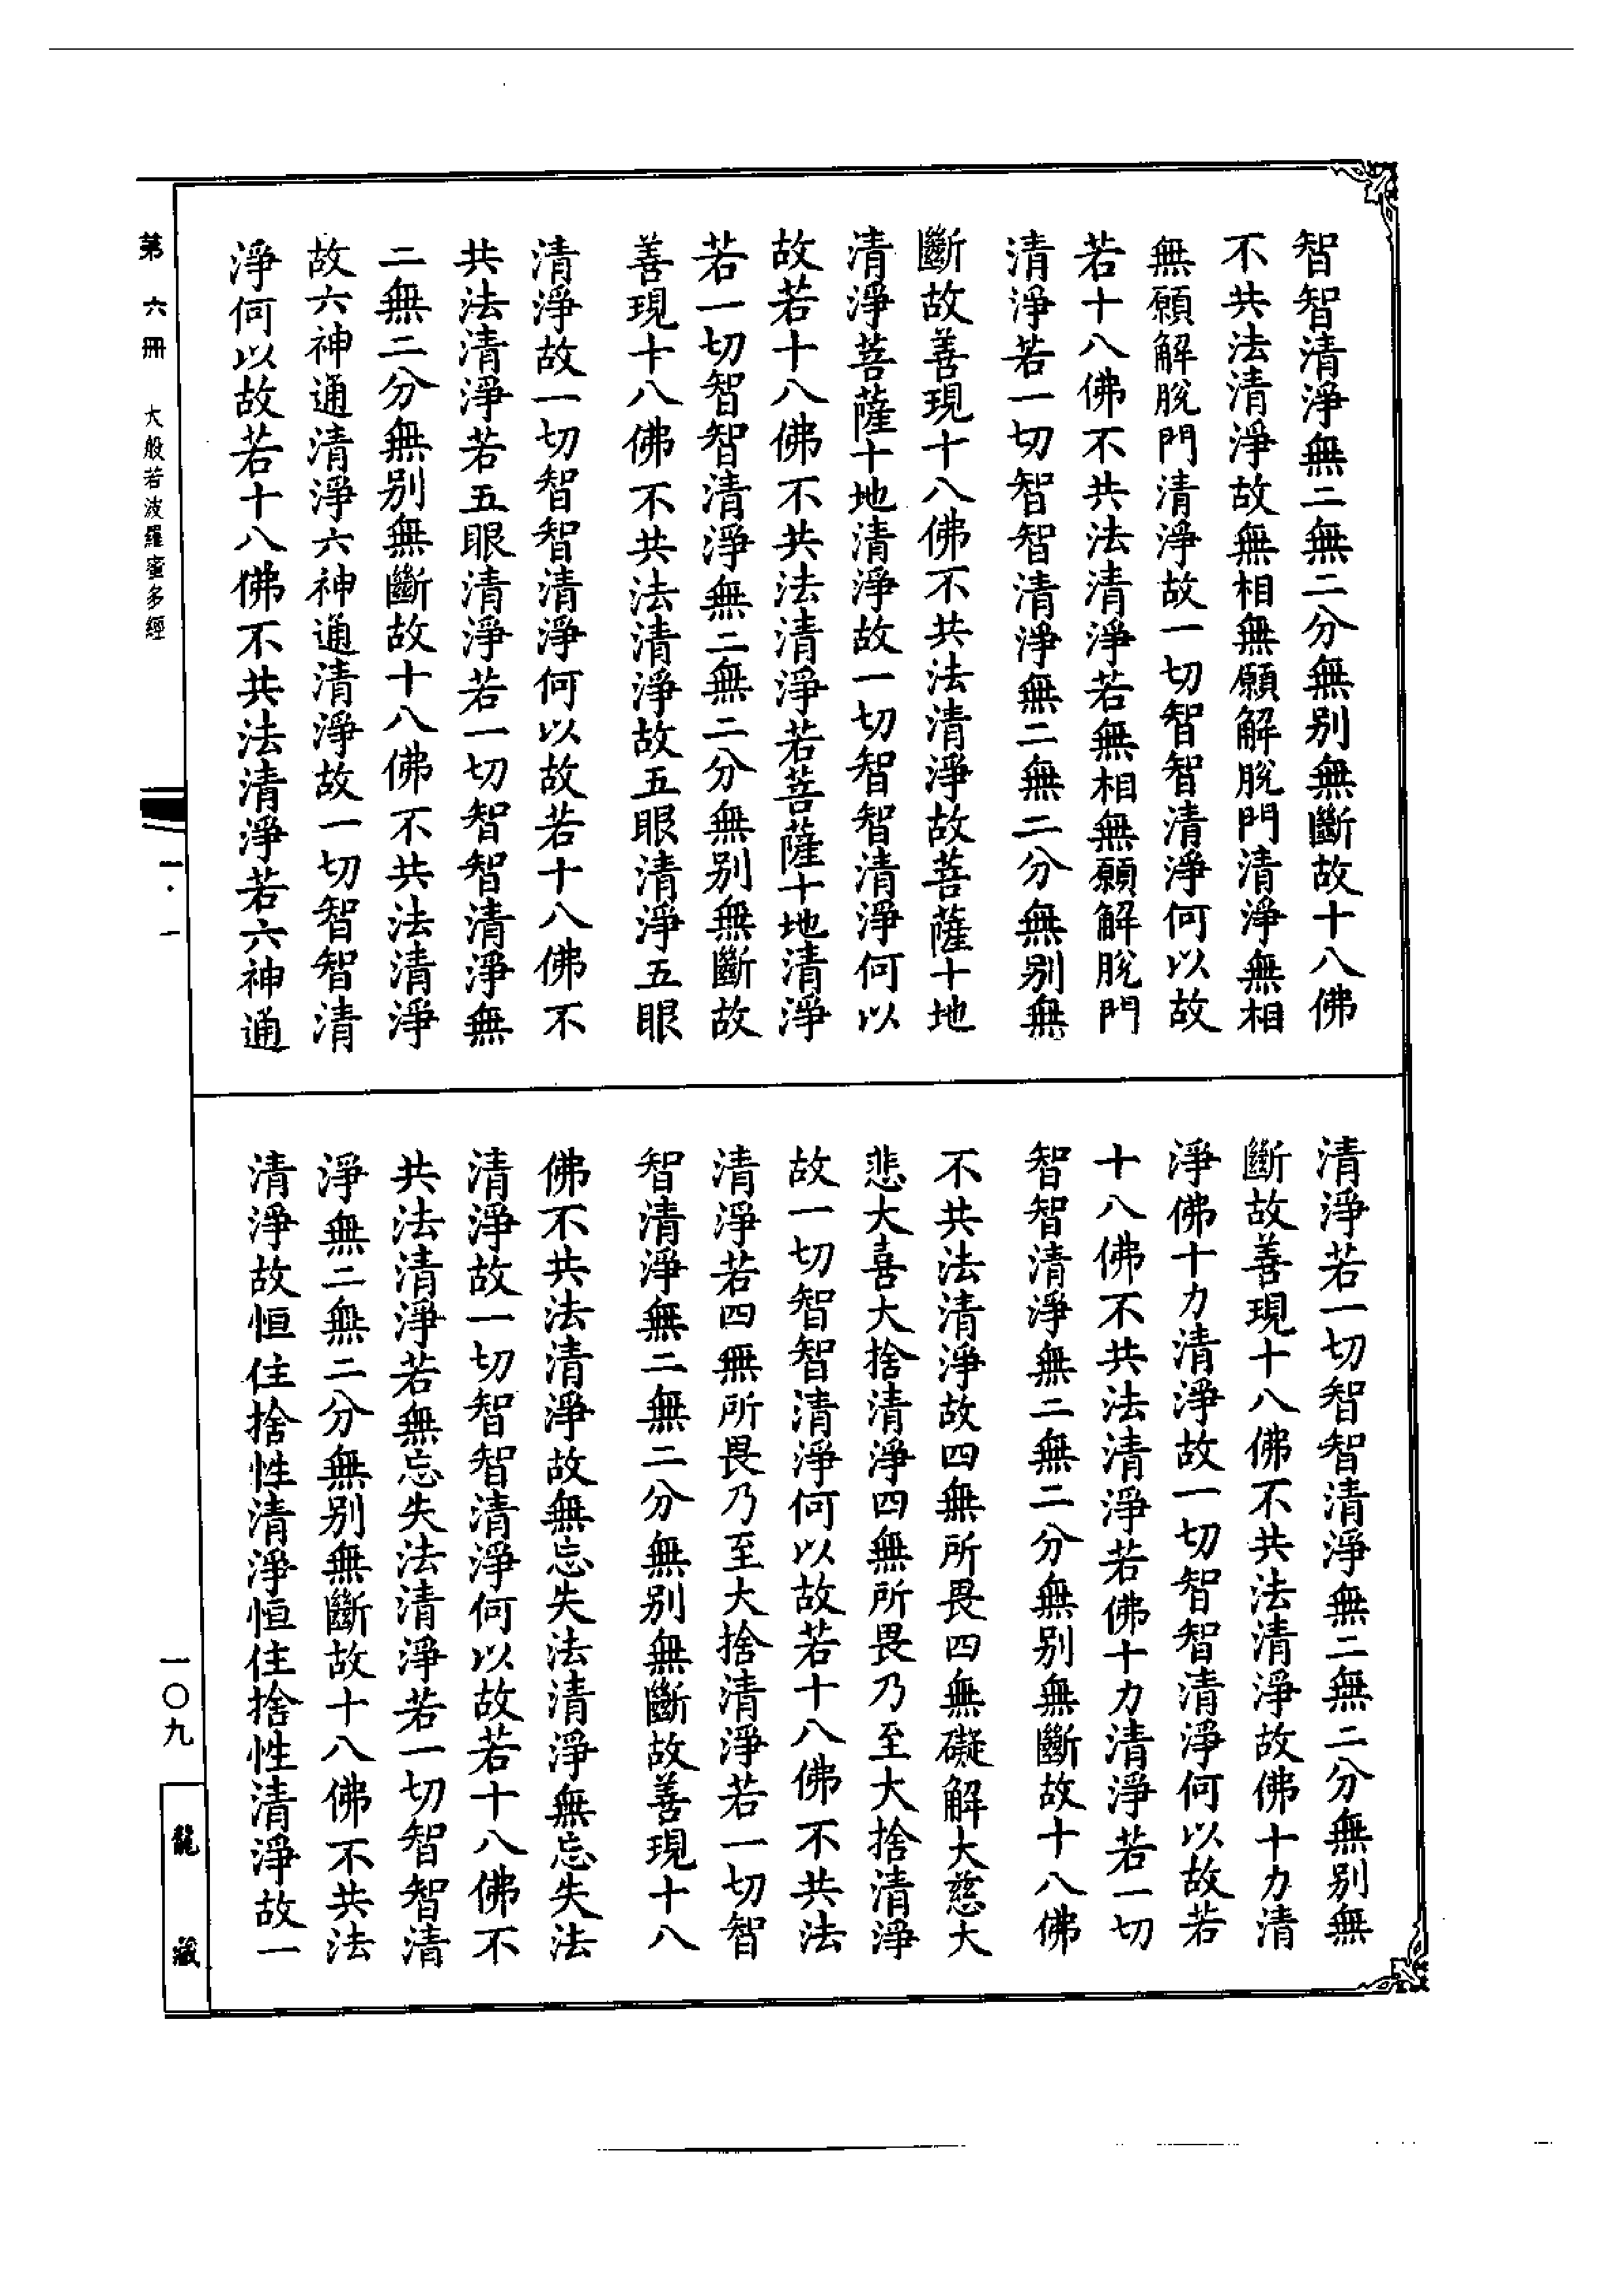 智智清淨無二無二分無別無斷故十八佛
不共法清淨故無相無願解脫門清淨無相
無願解脫門清淨故一切智智清淨何以故
若十八佛不共法清淨若無相無願解脫門
清淨若一切智智清淨無二無二分無別無
斷故善現十八佛不共法清淨故菩薩十地
清淨菩薩十地清淨故一切智智清淨何以
故若十八佛不共法清淨若菩薩十地清淨
若一切智智清淨無二無二分無別無斷故
善現十八佛不共法清淨故五眼清淨五眼
清淨故一切智智清淨何以故若十八佛不
共法清淨若五眼清淨若一切智智清淨無
二無二分無別無斷故十八佛不共法清淨
故六神通清淨六神通清淨故一切智智清
淨何以故若十八佛不共法清淨若六神通
清淨若一切智智清淨無二無二分無別無
斷故善現十八佛不共法清淨故佛十力清
淨佛十力清淨故一切智智清淨何以故若
十八佛不共法清淨若佛十力清淨若一切
智智清淨無二無二分無別無斷故十八佛
不共法清淨故四無所畏四無礙解大慈大
悲大喜大捨清淨四無所畏乃至大捨清淨
故一切智智清淨何以故若十八佛不共法
清淨若四無所畏乃至大捨清淨若一切智
智清淨無二無二分無別無斷故善現十八
佛不共法清淨故無忘失法清淨無忘失法
清淨故一切智智清淨何以故若十八佛不
共法清淨若無忘失法清淨若一切智智清
淨無二無二分無別無斷故十八佛不共法
清淨故恒住捨性清淨恒住捨性清淨故一
第六冊 大般若波羅蜜多經
一·一
一〇九
龍藏